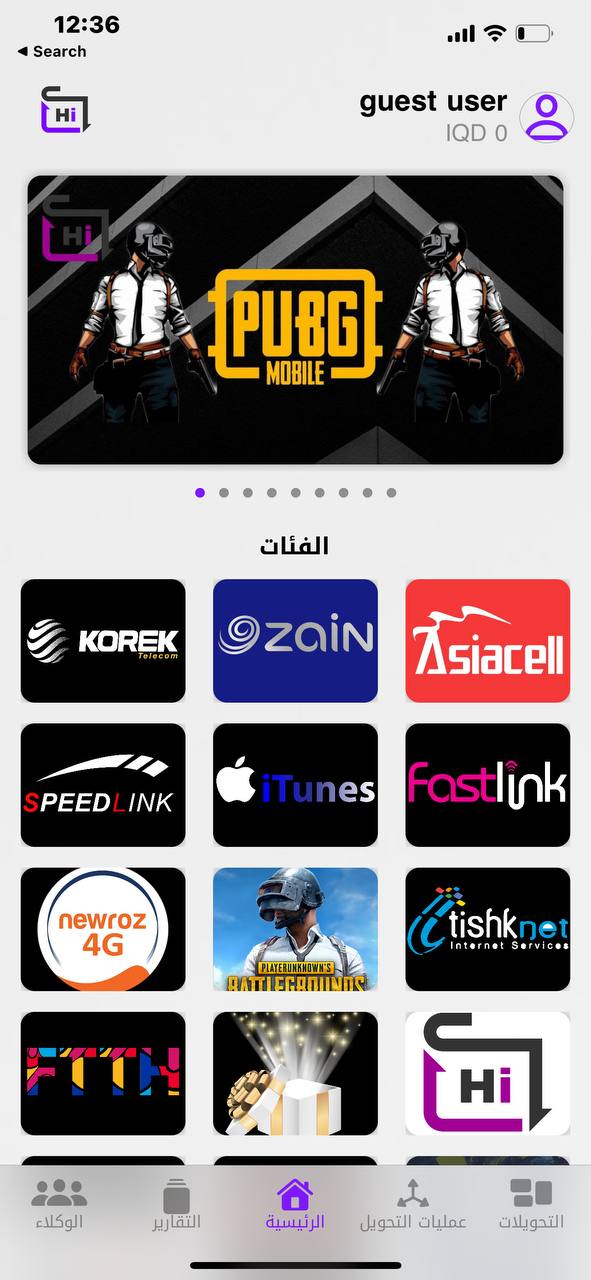 12:36
◀ Search
Hi
guest user
IQD 0
Hi
PUBG
MOBILE
الفئات
KOREK
Telecom
zain
Asiacell
SPEEDLINK
iTunes
fastlink
newroz
4G
PLAYERUNKNOWN'S
BATTLEGROUNDS
tishknet
Internet Services
FTTH
Hi
الوكلاء
التقارير
الرئيسية
عمليات التحويل
التحويلات